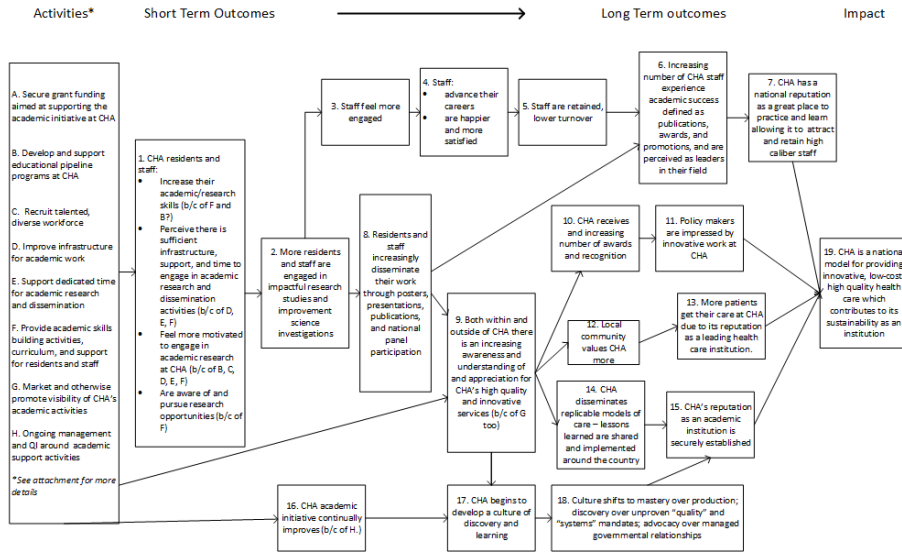 Activities*
Short Term Outcomes
Long Term outcomes
Impact
A. Secure grant funding
aimed at supporting the
academic initiative at CHA
B. Develop and support
educational pipeline
programs at CHA
C. Recruit talented,
diverse workforce
D. Improve infrastructure
for academic work
E. Support dedicated time
for academic research
and dissemination
F. Provide academic skills
building activities,
curriculum, and support
for residents and staff
G. Market and otherwise
promote visibility of CHA's
academic activities
H. Ongoing management
and QI around academic
support activities
*See attachment for more
details
1. CHA residents and
staff:
• Increase their
academic/research
skills (b/c of F and
B?)
• Perceive there is
sufficient
infrastructure,
support, and time to
engage in academic
research and
dissemination
activities (b/c of D,
E, F)
• Feel more motivated
to engage in
academic research at
CHA (b/c of B, C,
D, E, F)
• Are aware of and
pursue research
opportunities (b/c of
F)
2. More residents
and staff are
engaged in
impactful research
studies and
improvement
science
investigations
3. Staff feel more
engaged
4. Staff:
• advance their
careers
• are happier
and more
satisfied
5. Staff are retained,
lower turnover
6. Increasing
number of CHA staff
experience
academic success
defined as
publications,
awards, and
promotions, and are
perceived as leaders
in their field
7. CHA has a
national reputation
as a great place to
practice and learn
allowing it to attract
and retain high
caliber staff
8. Residents and
staff
increasingly
disseminate
their work
through posters,
presentations,
publications,
and national
panel
participation
9. Both within and
outside of CHA there
is an increasing
awareness and
understanding of
and appreciation for
CHA's high quality
and innovative
services (b/c of G
too)
10. CHA receives
and increasing
number of awards
and recognition
11. Policy makers
are impressed by
innovative work at
CHA
12. Local
community
values CHA
more
13. More patients
get their care at CHA
due to its reputation
as a leading health
care institution.
14. CHA
disseminates
replicable models of
care – lessons
learned are shared
and implemented
around the country
15. CHA's reputation
as an academic
institution is
securely established
16. CHA academic
initiative continually
improves (b/c of H.)
17. CHA begins to
develop a culture of
discovery and
learning
18. Culture shifts to mastery over production;
discovery over unproven "quality" and
"systems" mandates; advocacy over managed
governmental relationships
19. CHA is a national
model for providing
innovative, low-cost
high quality health
care which
contributes to its
sustainability as an
institution